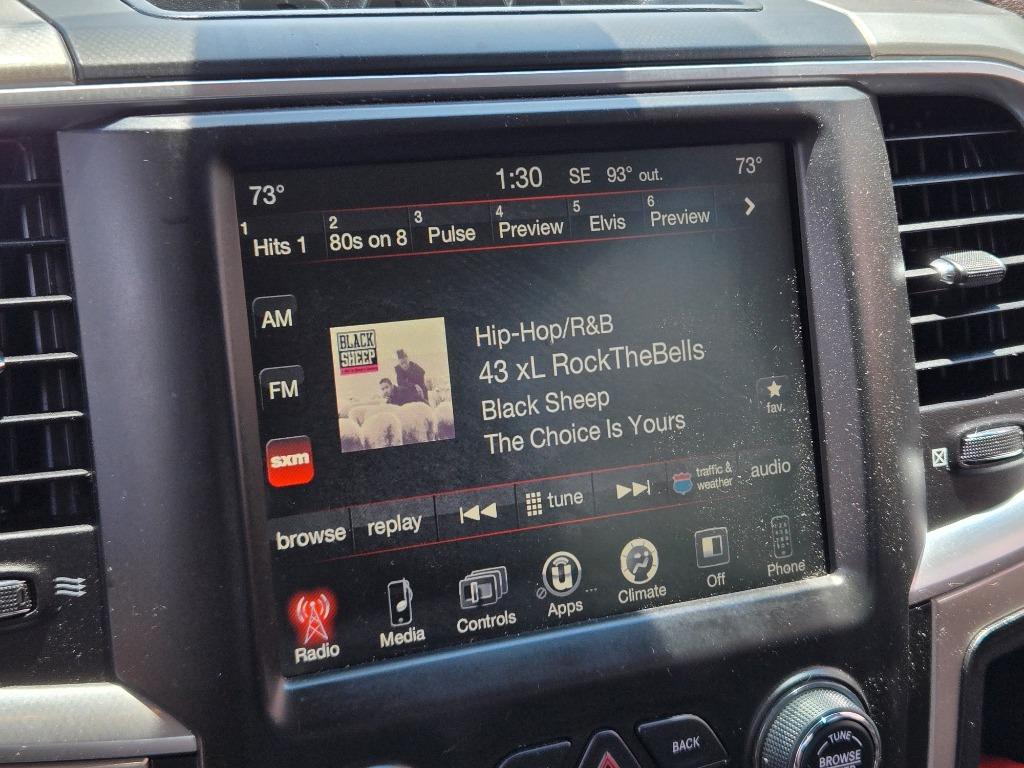 73° 1:30 SE 93° out. 73°
1 Hits 1 2 80s on 8 3 Pulse 4 Preview 5 Elvis 6 Preview
AM
FM
sxm
BLACK
SHEEP
Hip-Hop/R&B
43 xL RockTheBells
Black Sheep
The Choice Is Yours
fav.
browse replay tune traffic & weather audio
Radio Media Controls Apps Climate Off Phone
BACK
TUNE
BROWSE